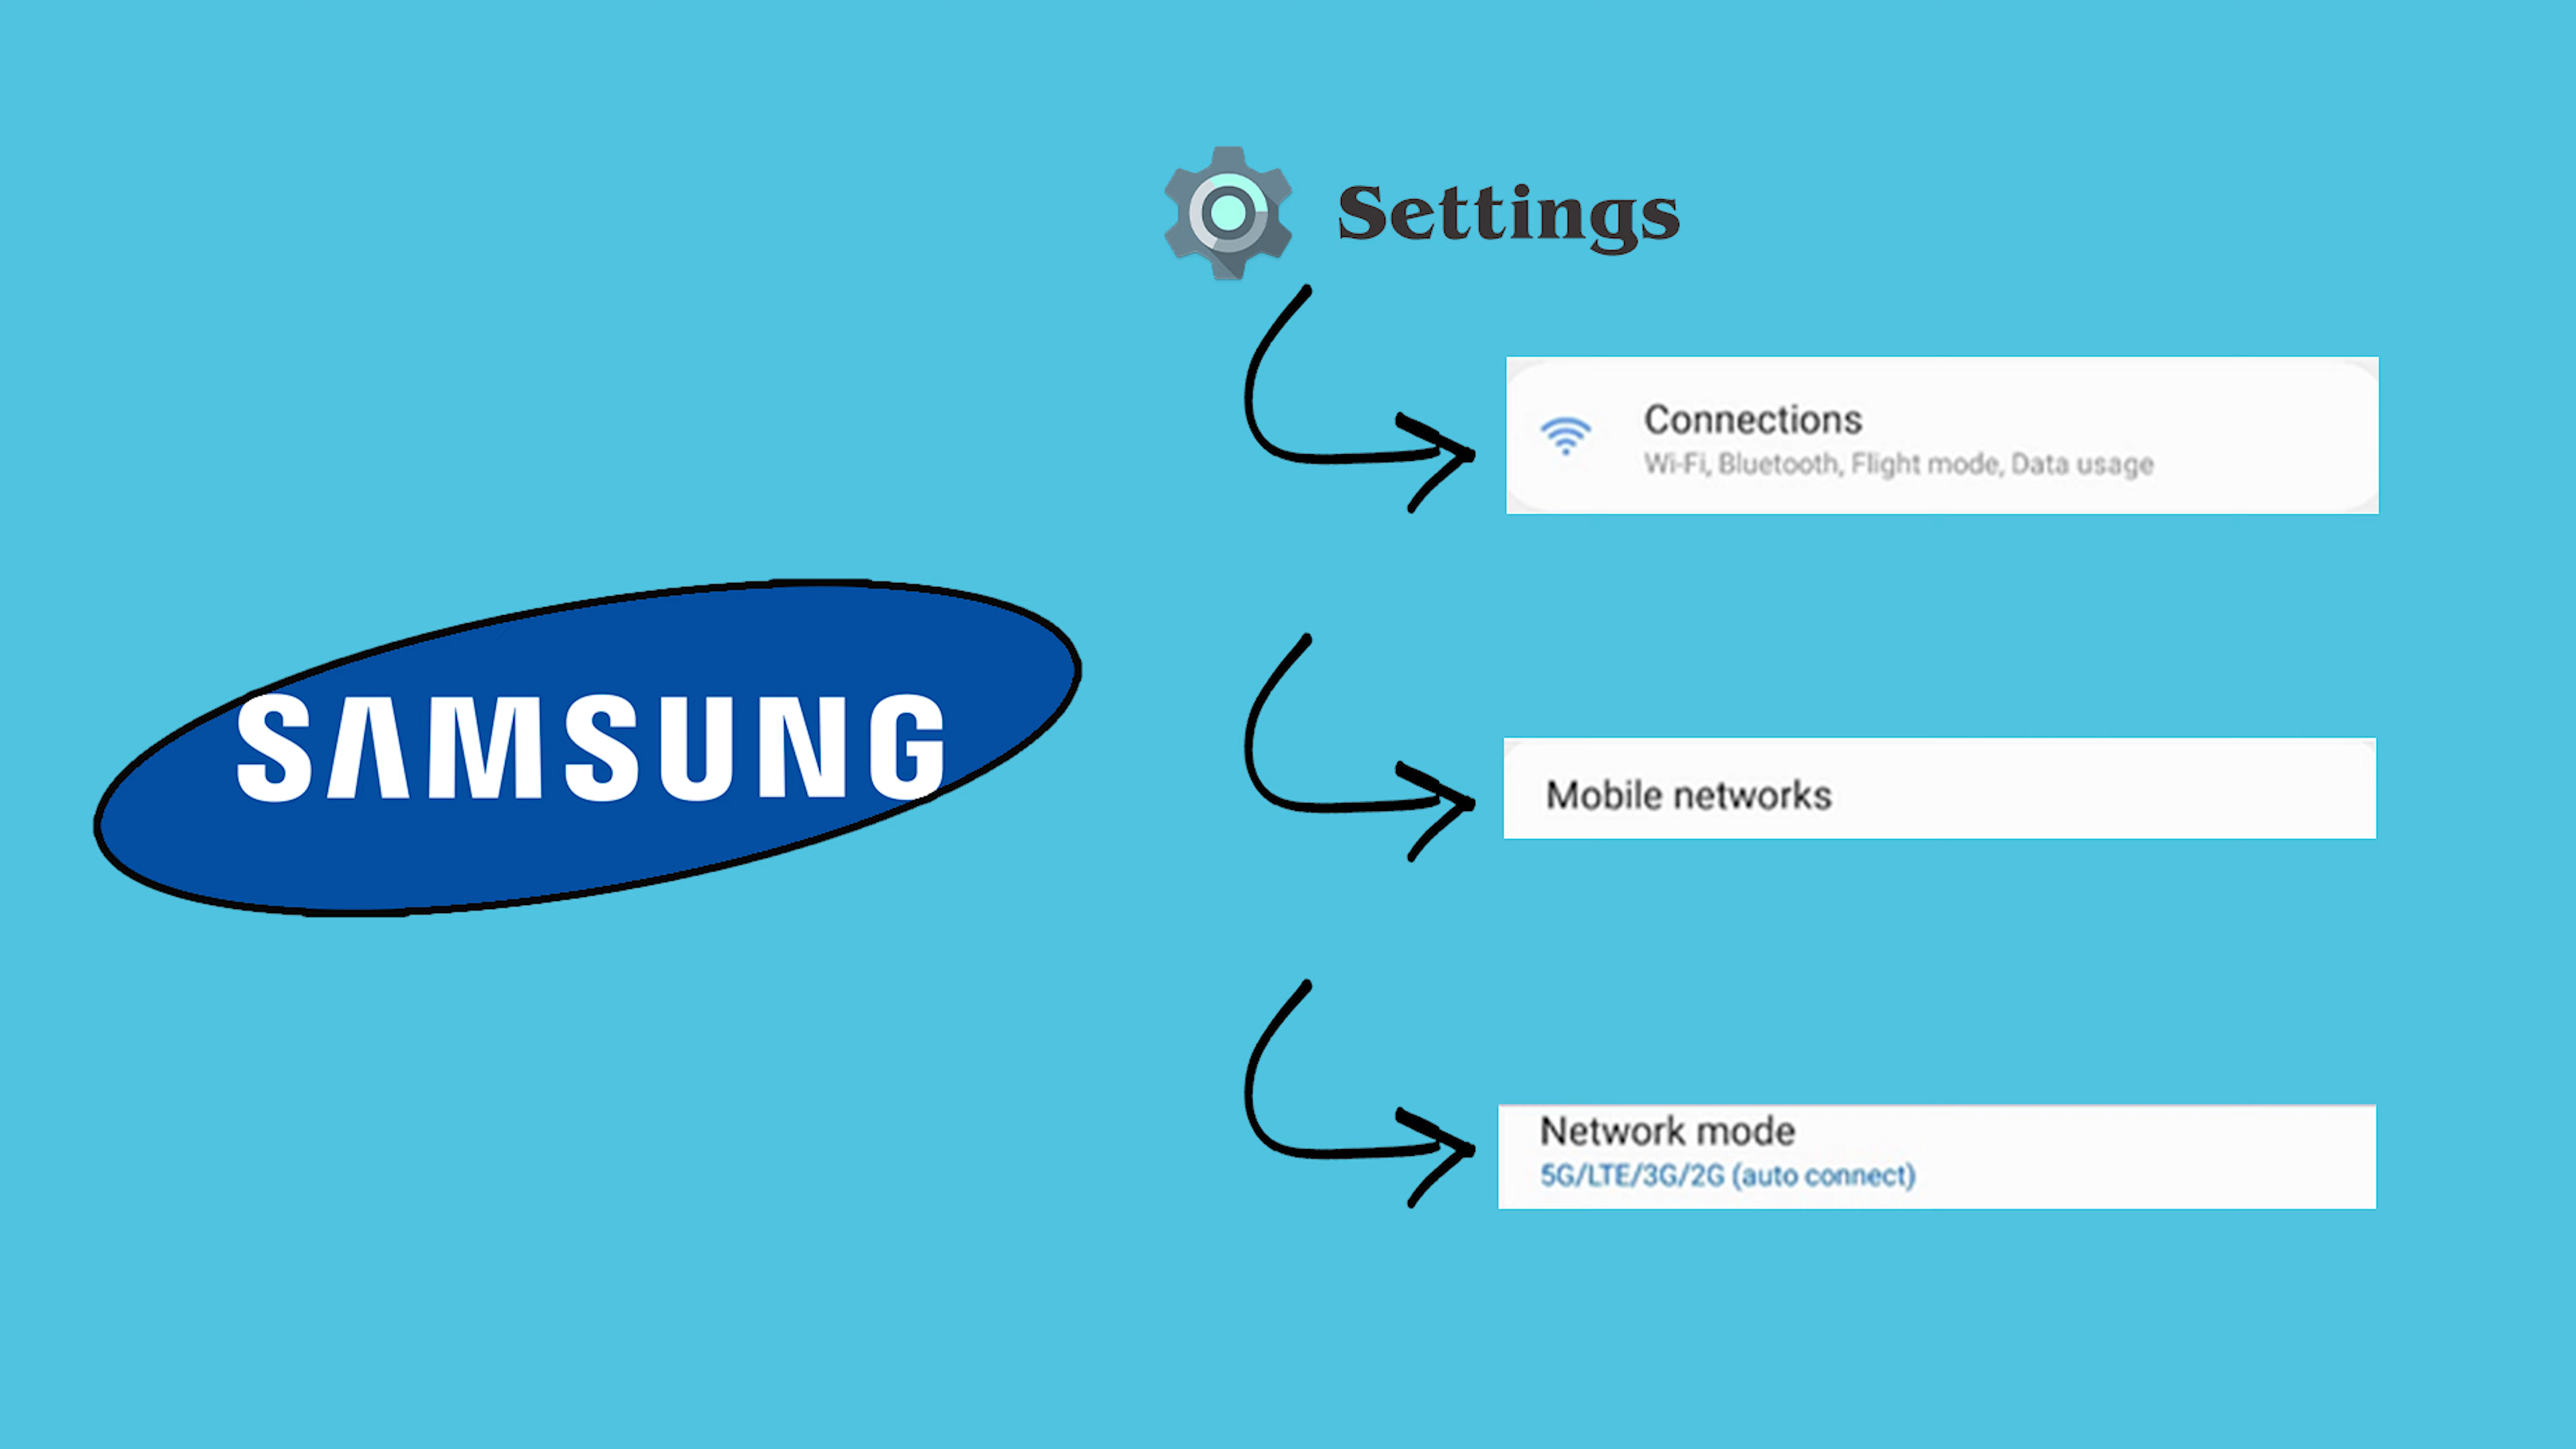 Settings
Connections
Wi-Fi, Bluetooth, Flight mode, Data usage
SAMSUNG
Mobile networks
Network mode
5G/LTE/3G/2G (auto connect)